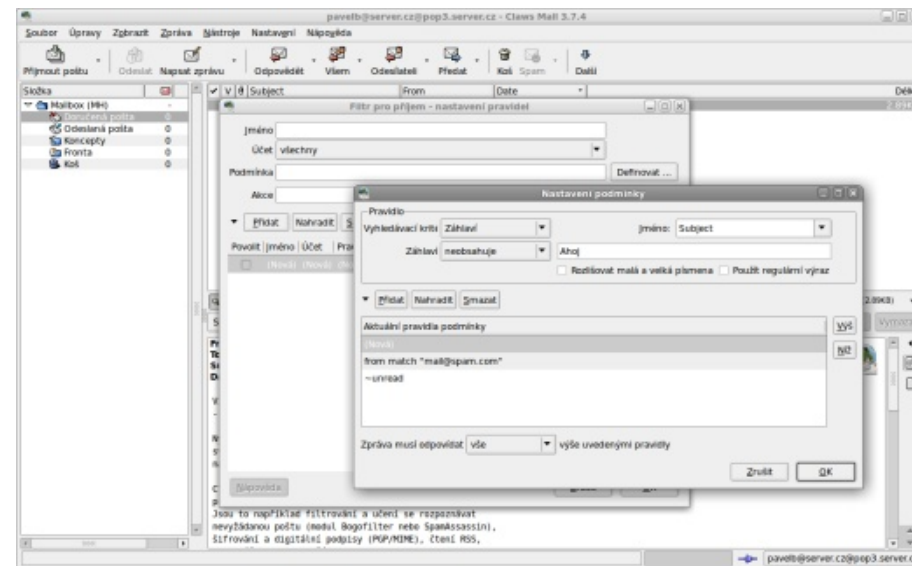 pavelb@server.cz@pop3.server.cz - Claws Mail 3.7.4
Soubor Úpravy Zobrazit Zpráva Nástroje Nastavení Nápověda
Přijmout poštu Odeslat Napsat zprávu Odpovědět Všem Odesílateli Předat Koš Spam Další
Složka
V Subject From Date
Mailbox (MH) -
Doručená pošta 0
Odeslaná pošta 0
Koncepty 0
Fronta 0
Koš 0
Filtr pro příjem - nastavení pravidel
Jméno
Účet všechny
Podmínka Definovat ...
Akce
Přidat Nahradit
Povolit Jméno Účet
(Nová) (Nová)
Nastavení podmínky
Pravidlo
Vyhledávací krité Záhlaví Jméno: Subject
Záhlaví neobsahuje Ahoj
Rozlišovat malá a velká písmena Použít regulární výraz
Přidat Nahradit Smazat
Aktuální pravidla podmínky
Výš
(Nová)
Níž
from match "mail@spam.com"
~unread
Zpráva musí odpovídat vše výše uvedenými pravidly
Zrušit OK
Nápověda
Jsou to například filtrování a učení se rozpoznávat
nevyžádanou poštu (modul Bogofilter nebo SpamAssassin),
šifrování a digitální podpisy (PGP/MIME), čtení RSS,
pavelb@server.cz@pop3.server.c